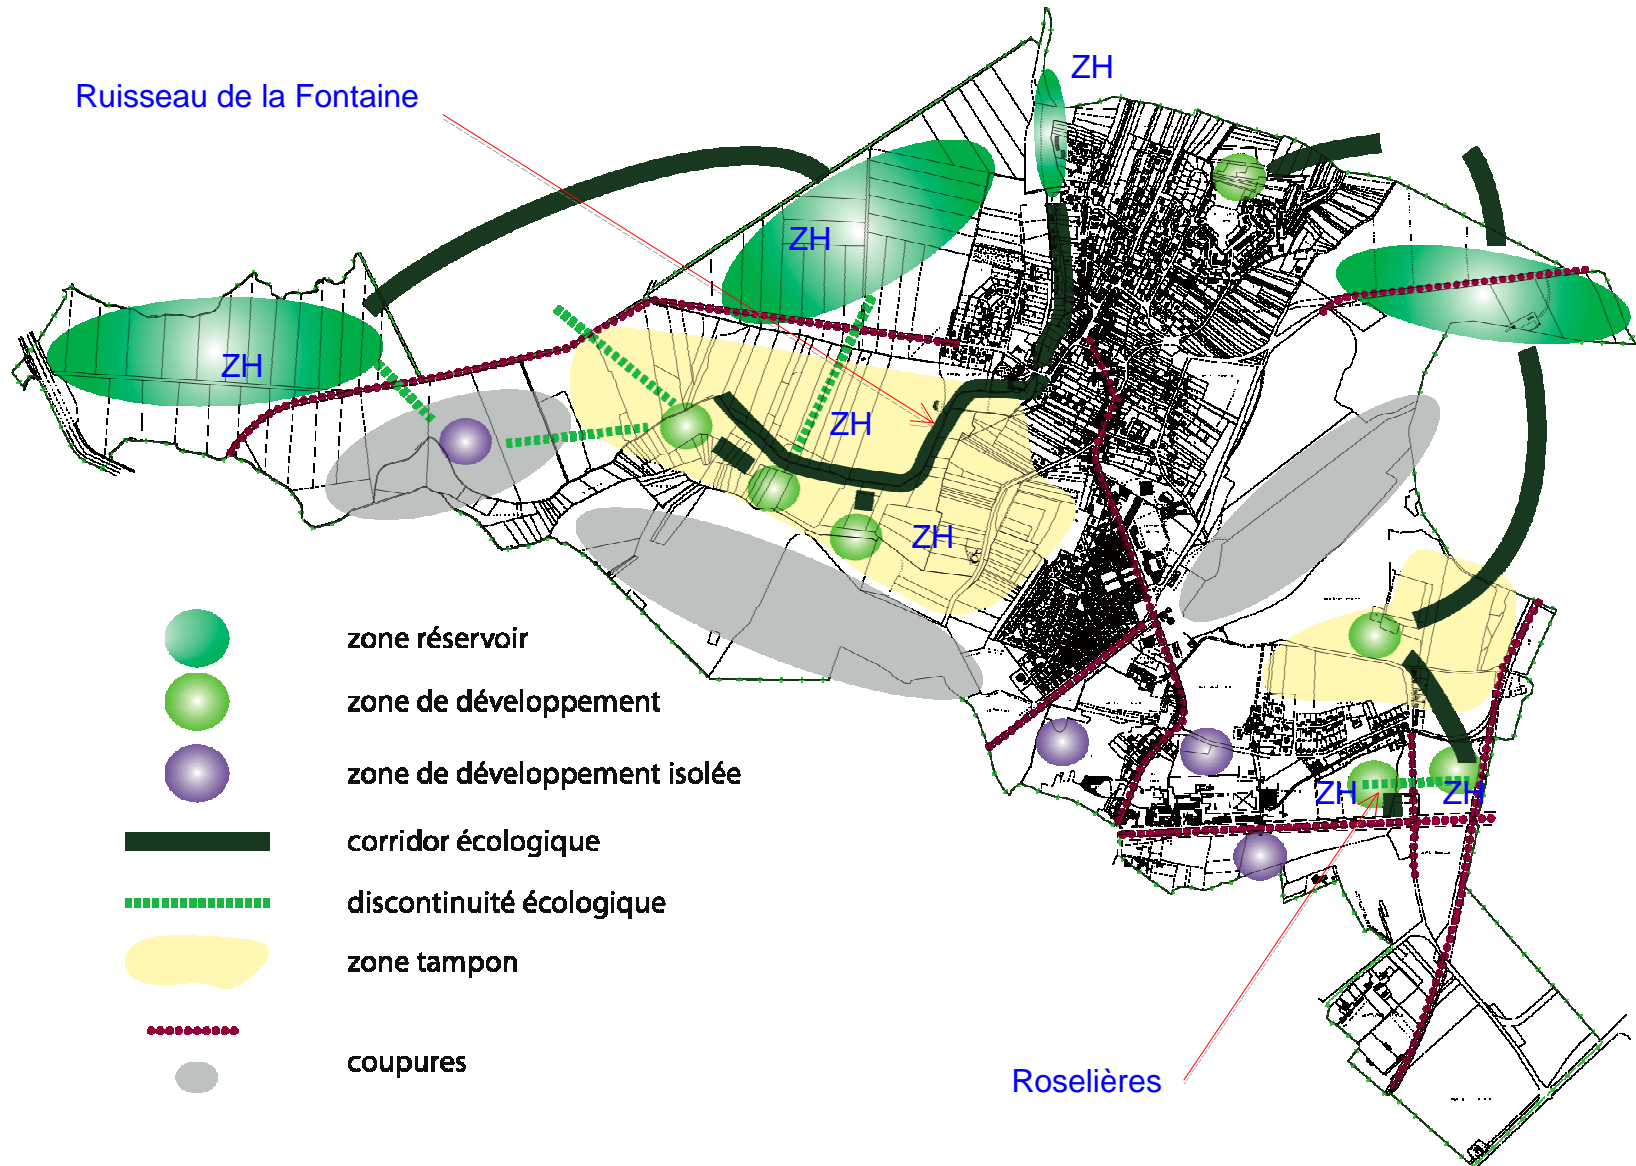 ZH
Ruisseau de la Fontaine
ZH
ZH
ZH
ZH
zone réservoir
zone de développement
zone de développement isolée
ZH
ZH
corridor écologique
discontinuité écologique
zone tampon
coupures
Roselières